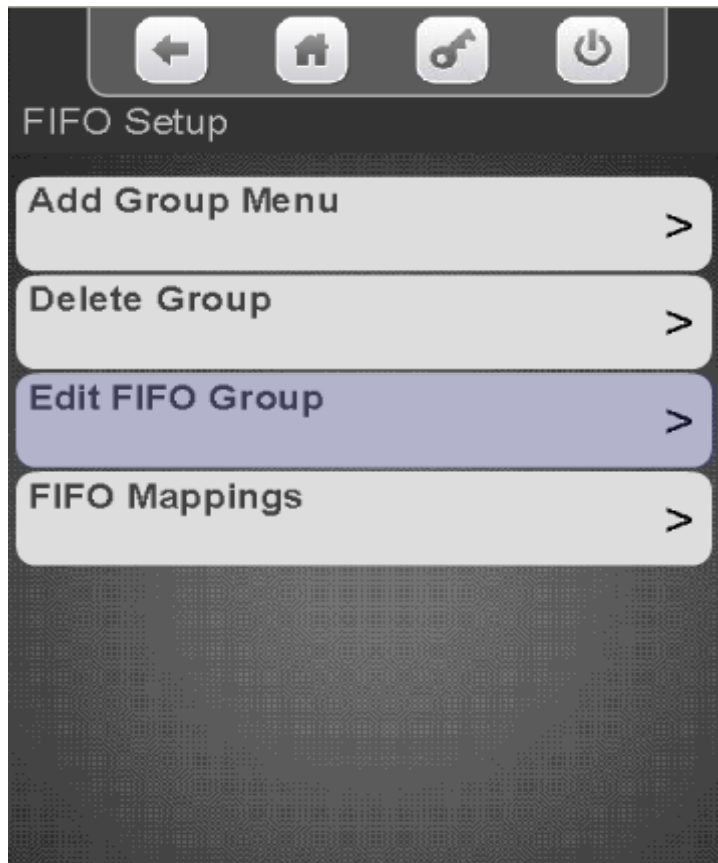 FIFO Setup
Add Group Menu
>
Delete Group
>
Edit FIFO Group
>
FIFO Mappings
>